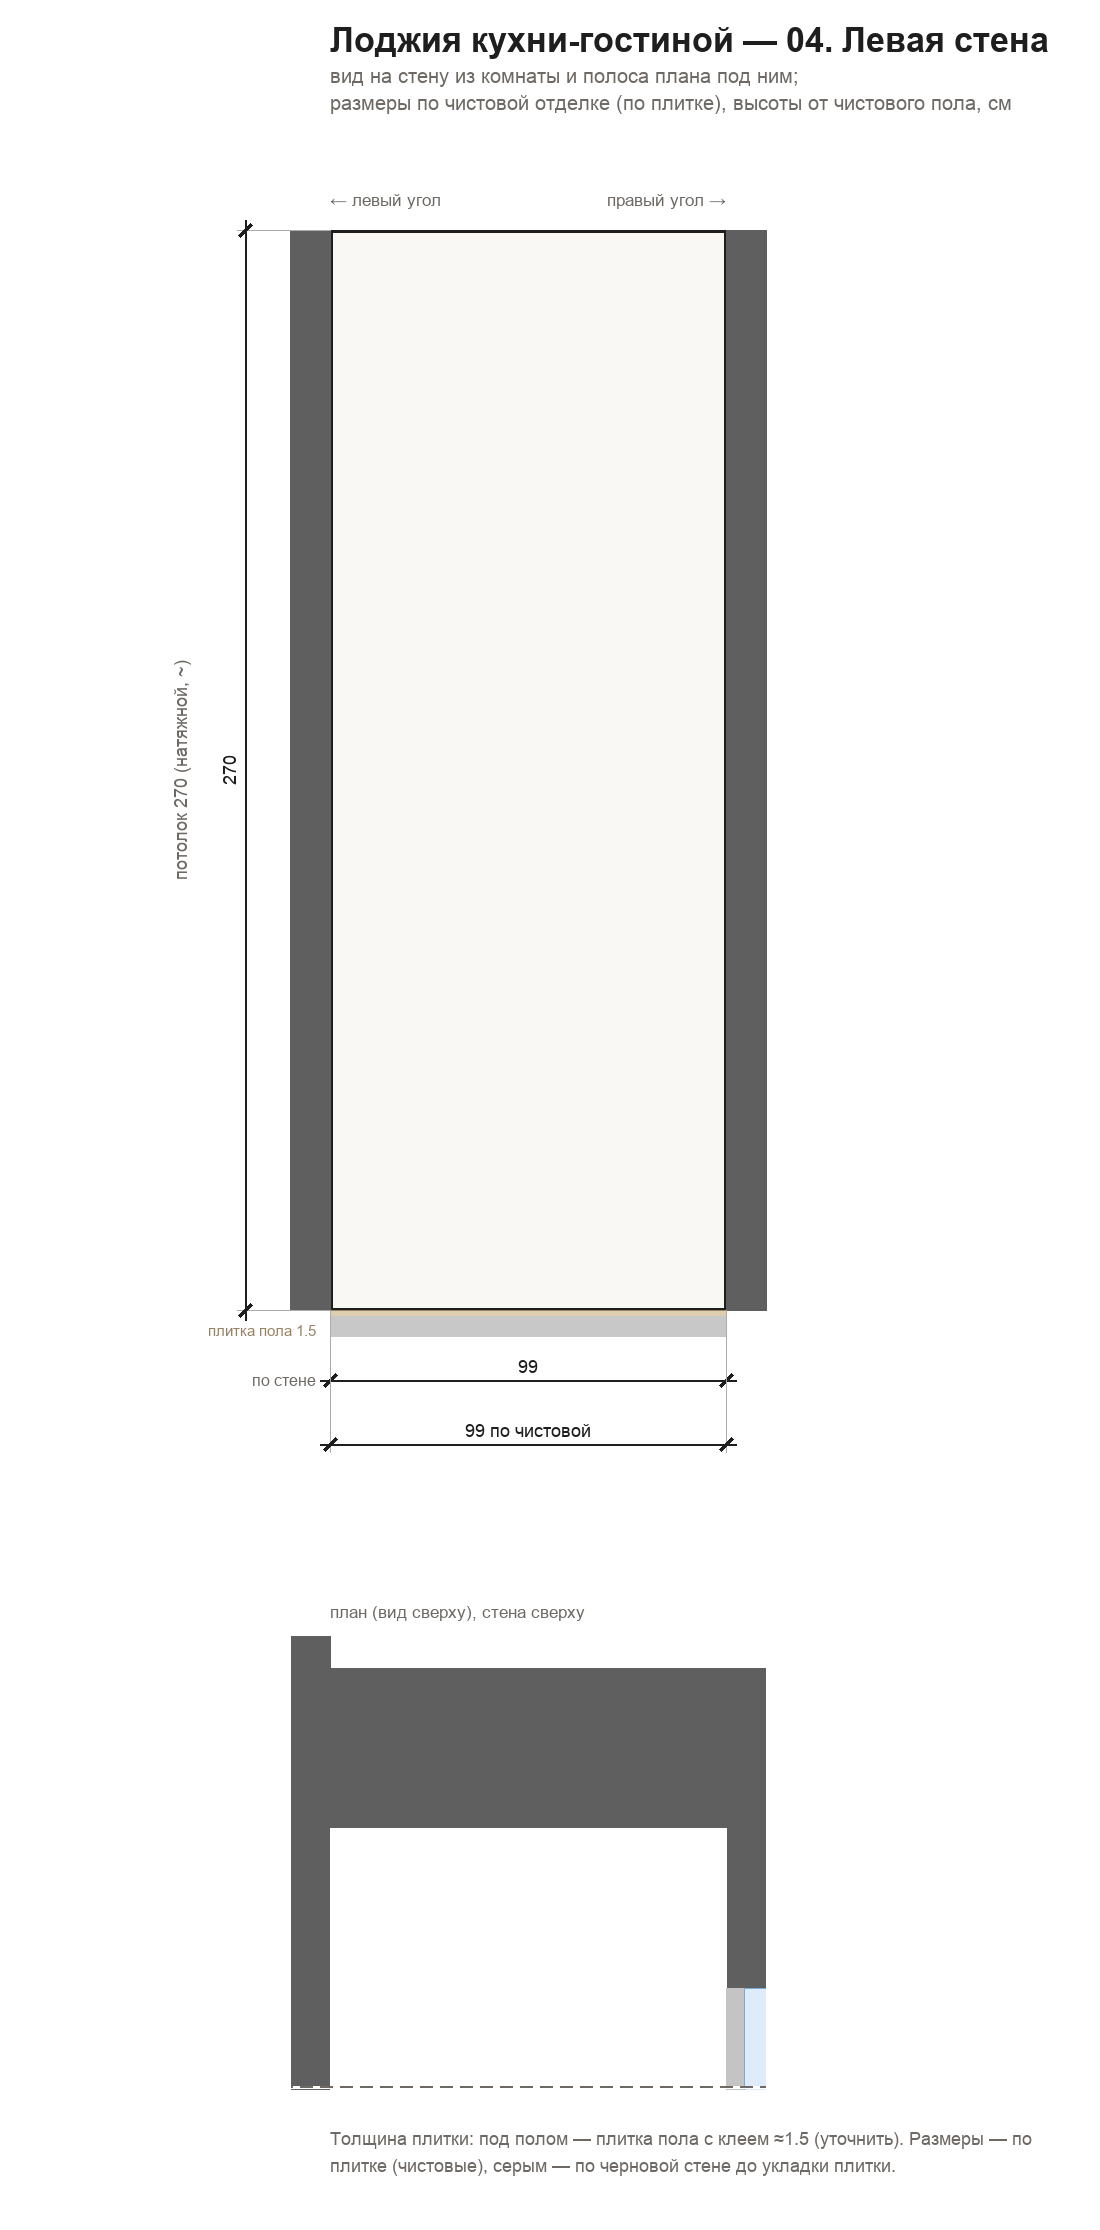 Лоджия кухни-гостиной — 04. Левая стена
вид на стену из комнаты и полоса плана под ним;
размеры по чистовой отделке (по плитке), высоты от чистового пола, см
← левый угол
правый угол →
потолок 270 (натяжной, ~)
270
плитка пола 1.5
99
по стене
99 по чистовой
план (вид сверху), стена сверху
Толщина плитки: под полом — плитка пола с клеем ≈1.5 (уточнить). Размеры — по
плитке (чистовые), серым — по черновой стене до укладки плитки.